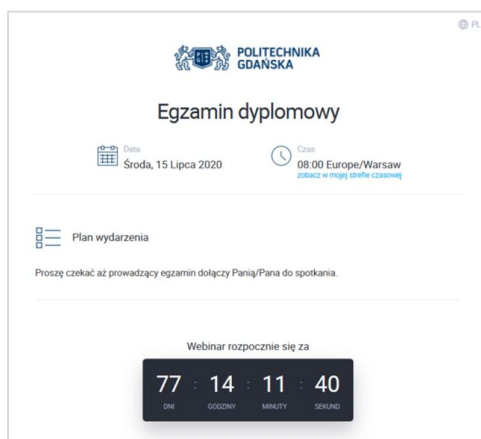 PL
POLITECHNIKA
GDAŃSKA
Egzamin dyplomowy
Data
Środa, 15 Lipca 2020
Czas
08:00 Europe/Warsaw
zobacz w mojej strefie czasowej
Plan wydarzenia
Proszę czekać aż prowadzący egzamin dołączy Panią/Pana do spotkania.
Webinar rozpocznie się za
77 : 14 : 11 : 40
DNI GODZINY MINUTY SEKUND